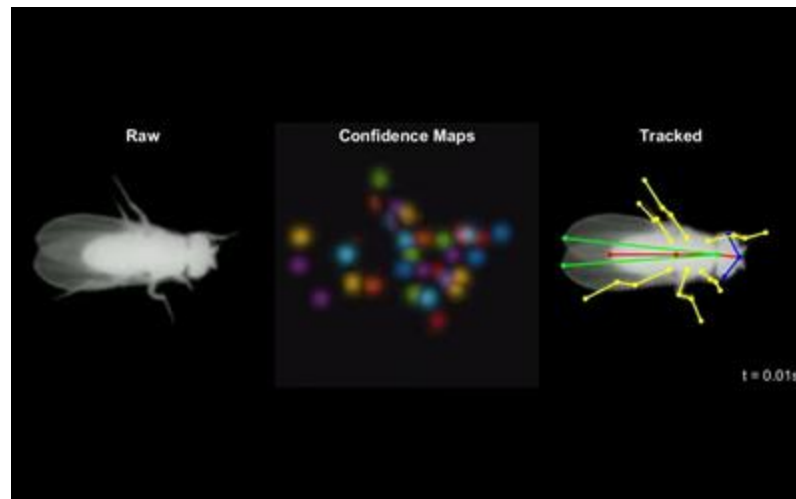 Raw
Confidence Maps
Tracked
t = 0.01s